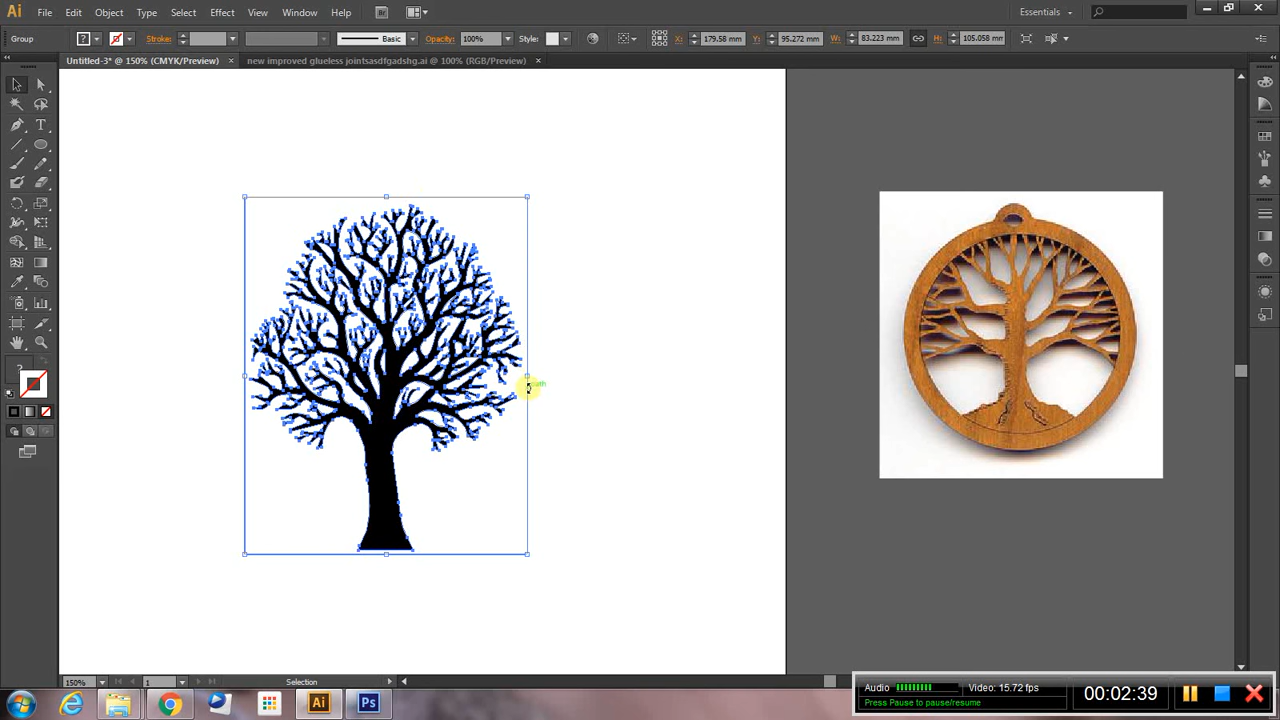 Ai File Edit Object Type Select Effect View Window Help Br Essentials
Group ? Stroke: Basic Opacity: 100% Style: X: 179.58 mm Y: 95.272 mm W: 83.223 mm H: 105.058 mm
Untitled-3* @ 150% (CMYK/Preview) × new improved glueless jointsasdfgadshg.ai @ 100% (RGB/Preview) ×
T
?
150% 1 Selection
Audio Video: 15.72 fps 00:02:39
Press Pause to pause/resume
Ai Ps